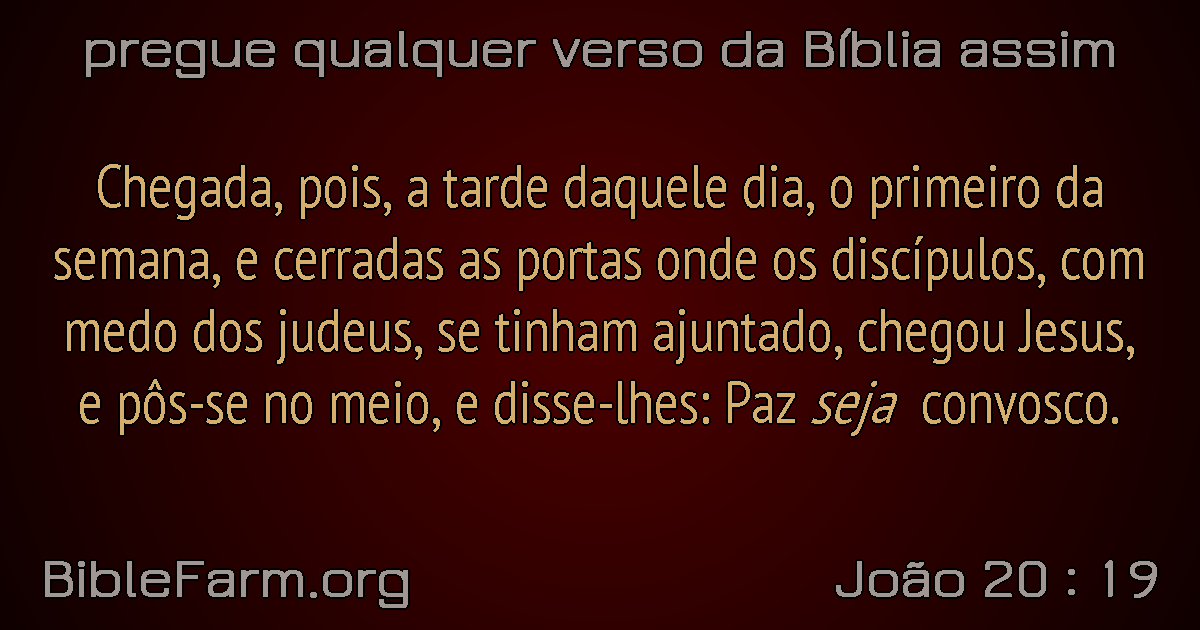 pregue qualquer verso da Bíblia assim
Chegada, pois, a tarde daquele dia, o primeiro da
semana, e cerradas as portas onde os discípulos, com
medo dos judeus, se tinham ajuntado, chegou Jesus,
e pôs-se no meio, e disse-lhes: Paz seja convosco.
BibleFarm.org
João 20 : 19